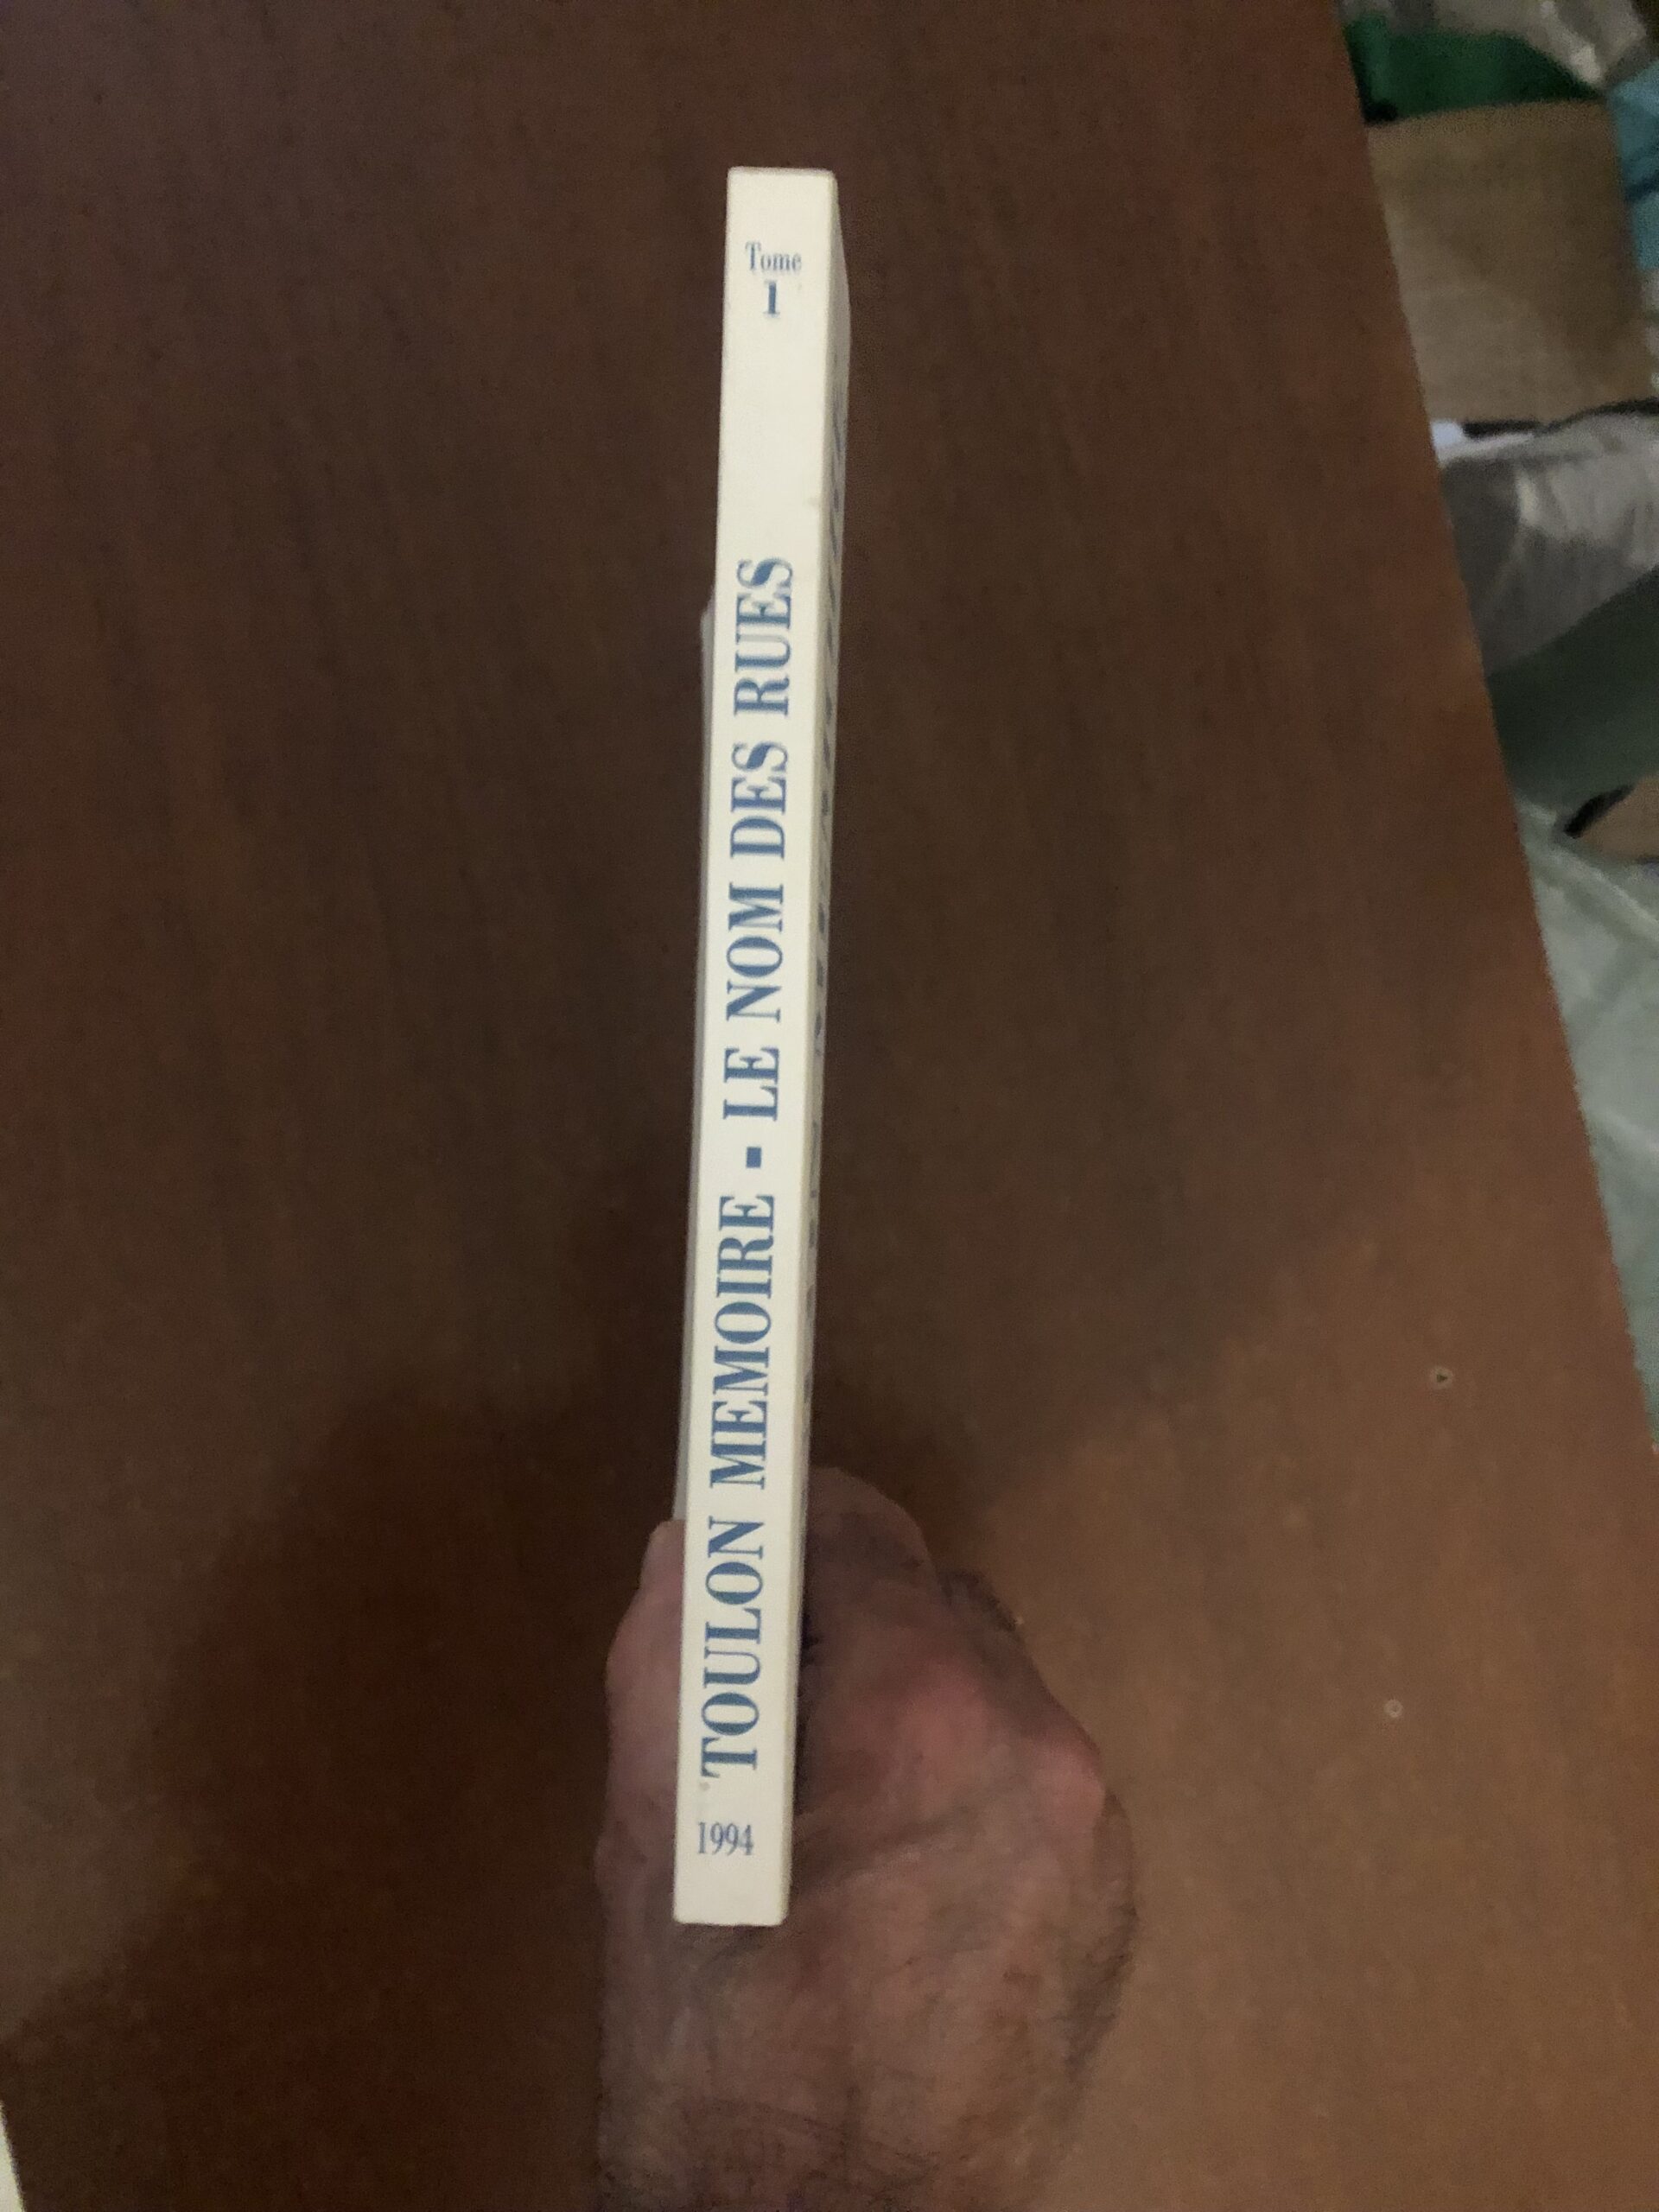 Tome
1
TOULON MEMOIRE - LE NOM DES RUES
1994